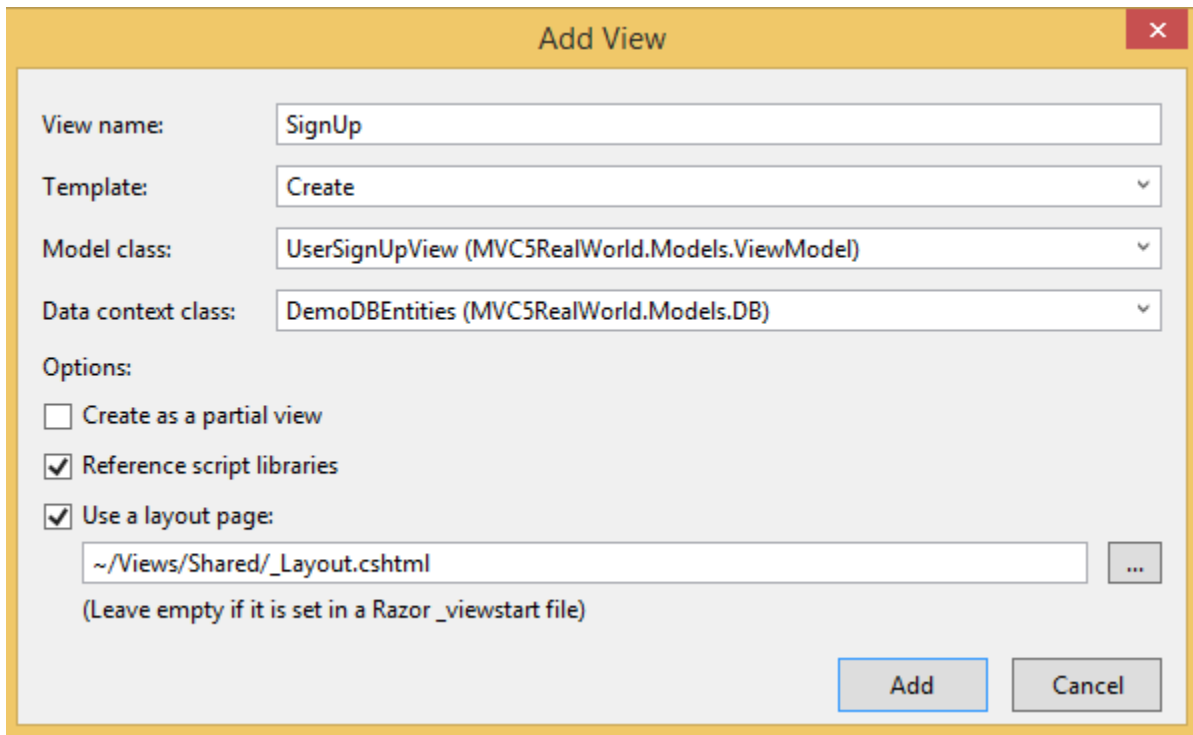 Add View
View name: SignUp
Template: Create
Model class: UserSignUpView (MVC5RealWorld.Models.ViewModel)
Data context class: DemoDBEntities (MVC5RealWorld.Models.DB)
Options:
Create as a partial view
Reference script libraries
Use a layout page:
~/Views/Shared/_Layout.cshtml ...
(Leave empty if it is set in a Razor _viewstart file)
Add Cancel